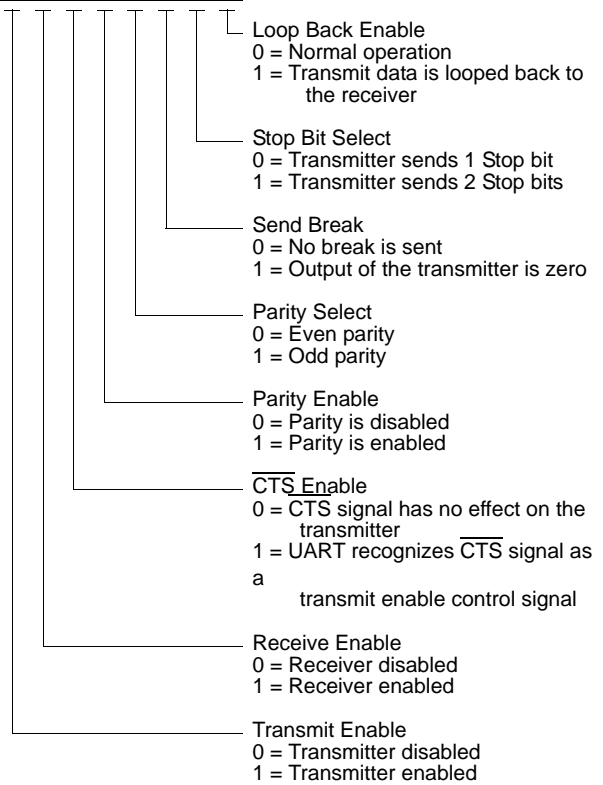 Loop Back Enable
0 = Normal operation
1 = Transmit data is looped back to
the receiver
Stop Bit Select
0 = Transmitter sends 1 Stop bit
1 = Transmitter sends 2 Stop bits
Send Break
0 = No break is sent
1 = Output of the transmitter is zero
Parity Select
0 = Even parity
1 = Odd parity
Parity Enable
0 = Parity is disabled
1 = Parity is enabled
CTS Enable
0 = CTS signal has no effect on the
transmitter
1 = UART recognizes CTS signal as
a
transmit enable control signal
Receive Enable
0 = Receiver disabled
1 = Receiver enabled
Transmit Enable
0 = Transmitter disabled
1 = Transmitter enabled